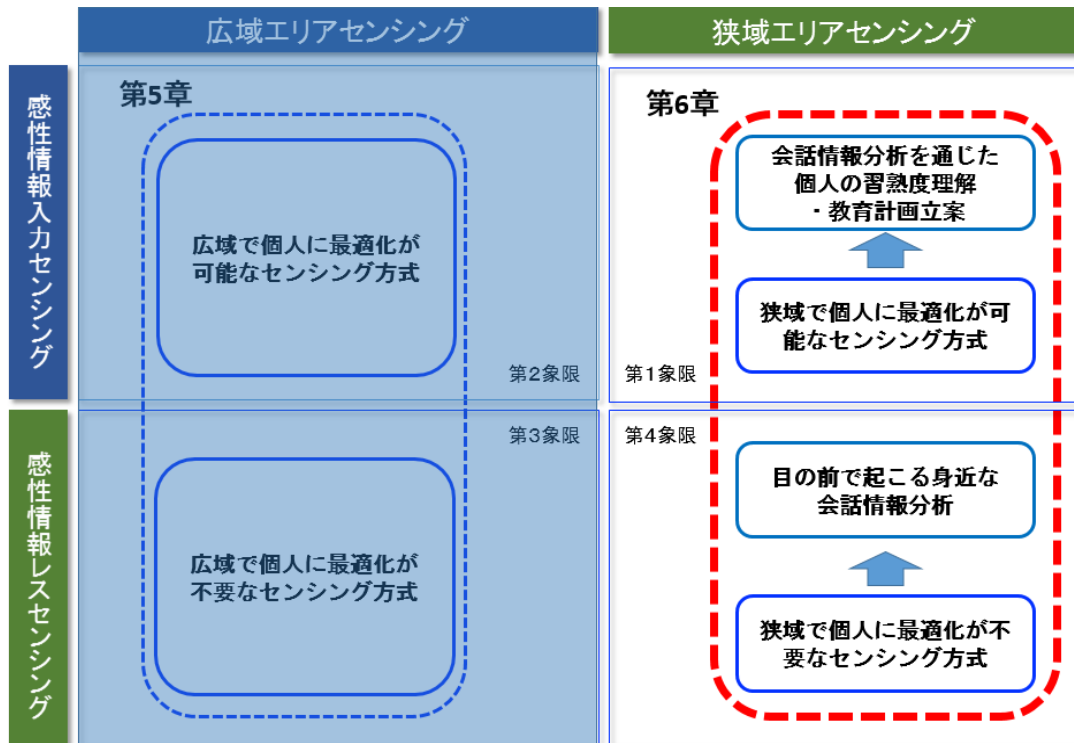 広域エリアセンシング
狭域エリアセンシング
感性情報入力センシング
第5章
広域で個人に最適化が
可能なセンシング方式
第2象限
第6章
会話情報分析を通じた
個人の習熟度理解
・教育計画立案
狭域で個人に最適化が可
能なセンシング方式
第1象限
感性情報レスセンシング
第3象限
広域で個人に最適化が
不要なセンシング方式
第4象限
目の前で起こる身近な
会話情報分析
狭域で個人に最適化が不
要なセンシング方式